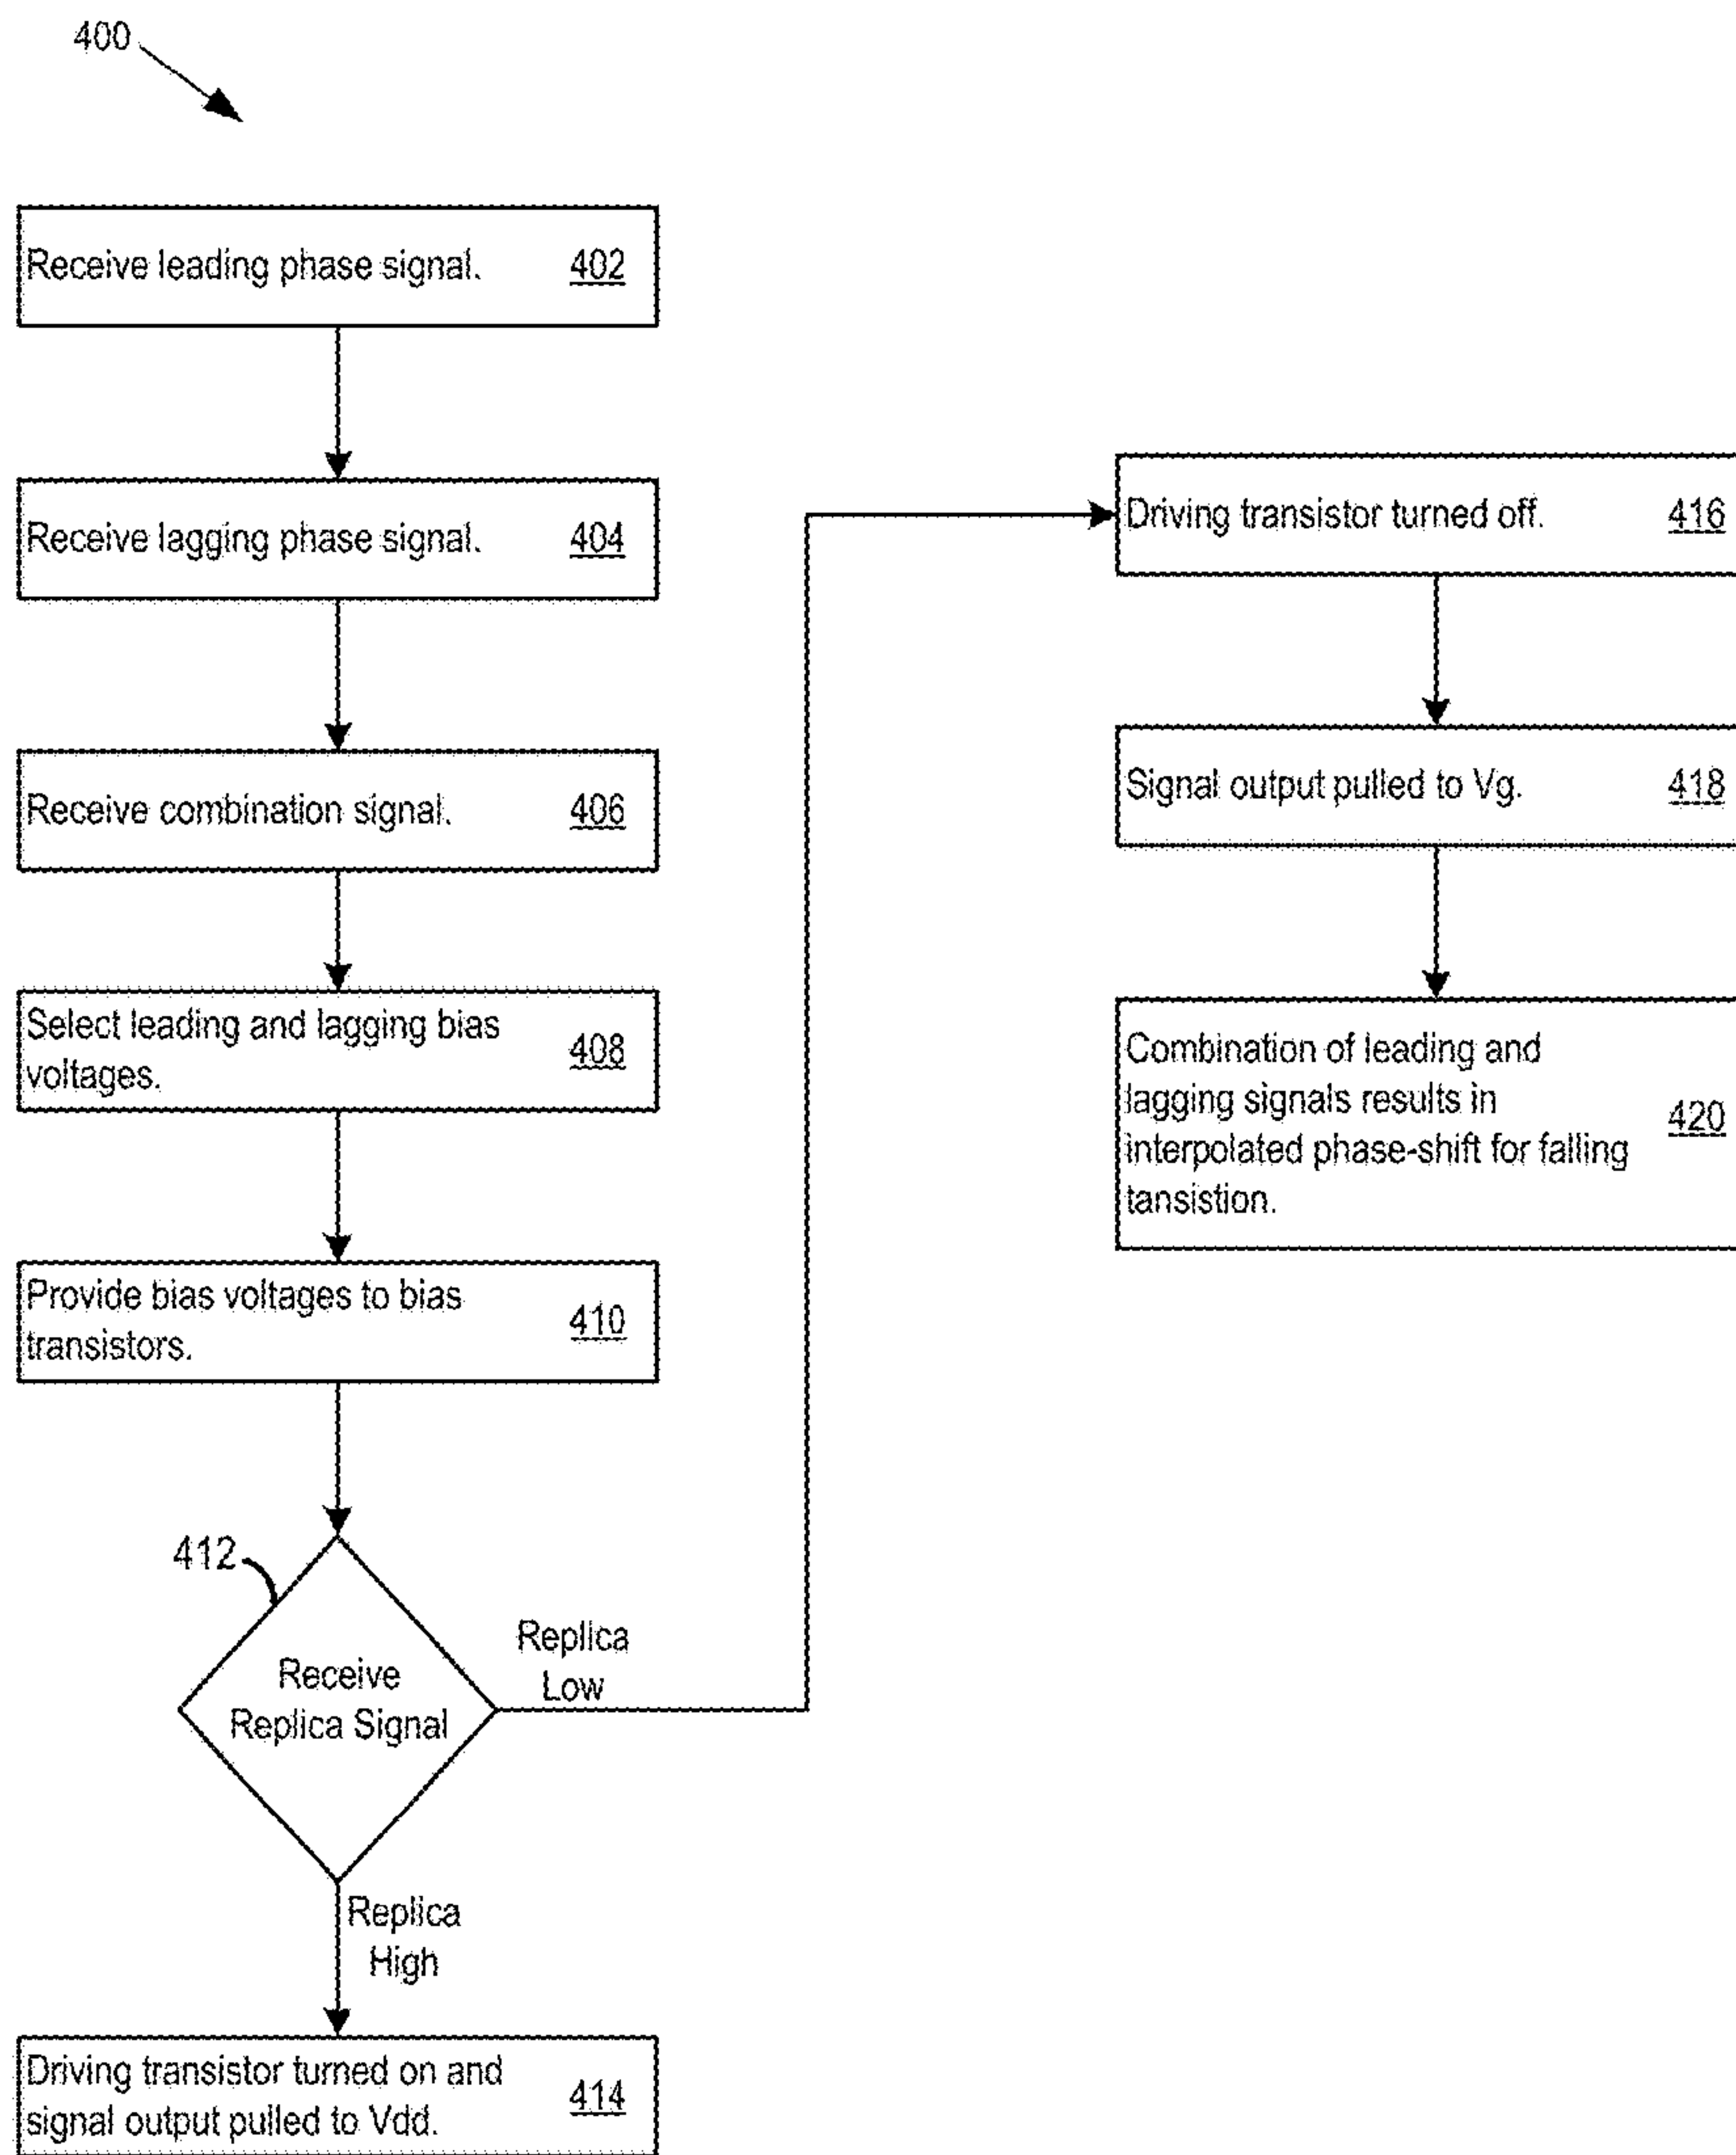 400
Receive leading phase signal. 402
Receive lagging phase signal. 404
Receive combination signal. 406
Select leading and lagging bias
voltages. 408
Provide bias voltages to bias
transistors. 410
412
Receive
Replica Signal
Replica
Low
Replica
High
Driving transistor turned on and
signal output pulled to Vdd. 414
Driving transistor turned off. 416
Signal output pulled to Vg. 418
Combination of leading and
lagging signals results in
interpolated phase-shift for falling
tansistion. 420